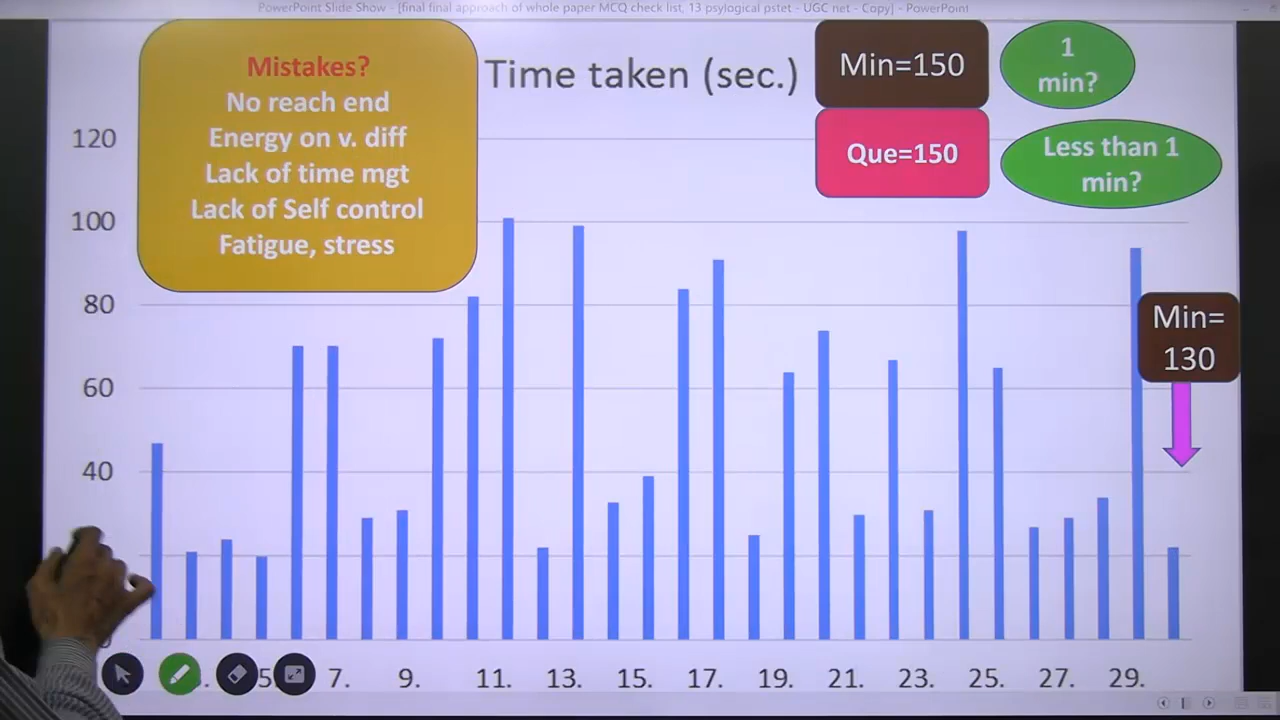 PowerPoint Slide Show - [final final approach of whole paper MCQ check list, 13 psylogical pstet - UGC net - Copy] - PowerPoint
Mistakes?
No reach end
Energy on v. diff
Lack of time mgt
Lack of Self control
Fatigue, stress
Time taken (sec.)
Min=150
1
min?
Que=150
Less than 1
min?
120
100
80
60
40
Min=
130
5.
7.
9.
11.
13.
15.
17.
19.
21.
23.
25.
27.
29.